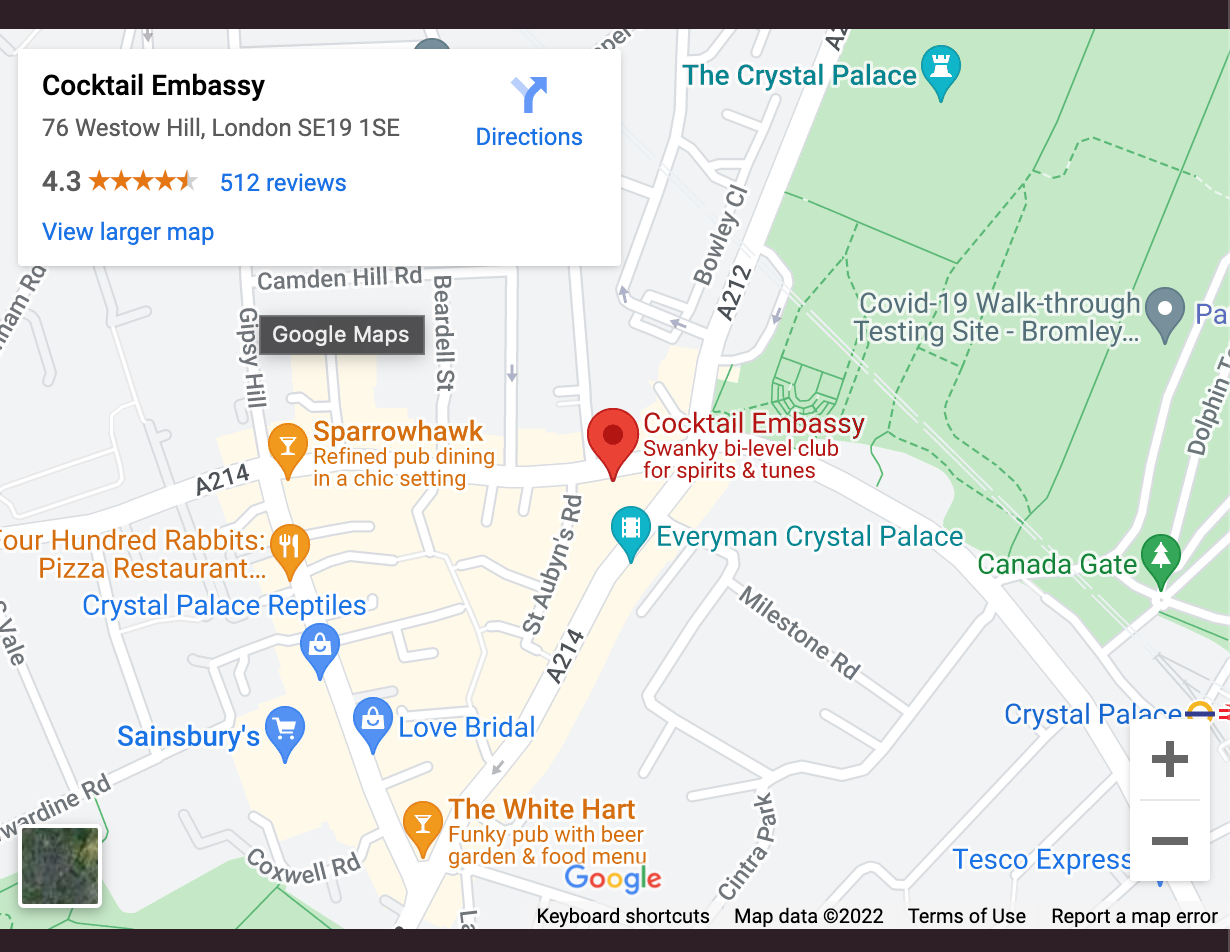 Cocktail Embassy
76 Westow Hill, London SE19 1SE
Directions
4.3
512 reviews
View larger map
A2
The Crystal Palace
Bowley Cl
A212
Camden Hill Rd
Beardell St
Gipsy Hill
Google Maps
Covid-19 Walk-through
Testing Site - Bromley...
Pa
Dolphin T
Sparrowhawk
Refined pub dining
in a chic setting
Cocktail Embassy
Swanky bi-level club
for spirits & tunes
A214
St Aubyn's Rd
Four Hundred Rabbits:
Pizza Restaurant...
Everyman Crystal Palace
Canada Gate
Crystal Palace Reptiles
Milestone Rd
A214
Vale
Sainsbury's
Love Bridal
Crystal Palace
wardine Rd
The White Hart
Funky pub with beer
garden & food menu
Coxwell Rd
Cintra Park
Tesco Express
Google
La
Keyboard shortcuts
Map data ©2022
Terms of Use
Report a map error